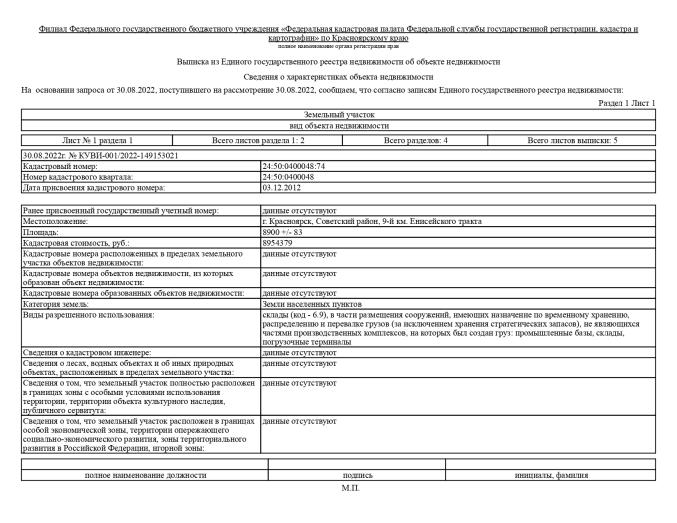 Филиал Федерального государственного бюджетного учреждения «Федеральная кадастровая палата Федеральной службы государственной регистрации, кадастра и
картографии» по Красноярскому краю
полное наименование органа регистрации прав
Выписка из Единого государственного реестра недвижимости об объекте недвижимости
Сведения о характеристиках объекта недвижимости
На основании запроса от 30.08.2022, поступившего на рассмотрение 30.08.2022, сообщаем, что согласно записям Единого государственного реестра недвижимости:
Раздел 1 Лист 1
Земельный участок
вид объекта недвижимости
Лист № 1 раздела 1 Всего листов раздела 1: 2 Всего разделов: 4 Всего листов выписки: 5
30.08.2022г. № КУВИ-001/2022-149153021
Кадастровый номер: 24:50:0400048:74
Номер кадастрового квартала: 24:50:0400048
Дата присвоения кадастрового номера: 03.12.2012
Ранее присвоенный государственный учетный номер: данные отсутствуют
Местоположение: г. Красноярск, Советский район, 9-й км. Енисейского тракта
Площадь: 8900 +/- 83
Кадастровая стоимость, руб.: 8954379
Кадастровые номера расположенных в пределах земельного данные отсутствуют
участка объектов недвижимости:
Кадастровые номера объектов недвижимости, из которых данные отсутствуют
образован объект недвижимости:
Кадастровые номера образованных объектов недвижимости: данные отсутствуют
Категория земель: Земли населенных пунктов
Виды разрешенного использования: склады (код - 6.9), в части размещения сооружений, имеющих назначение по временному хранению,
распределению и перевалке грузов (за исключением хранения стратегических запасов), не являющихся
частями производственных комплексов, на которых был создан груз: промышленные базы, склады,
погрузочные терминалы
Сведения о кадастровом инженере: данные отсутствуют
Сведения о лесах, водных объектах и об иных природных данные отсутствуют
объектах, расположенных в пределах земельного участка:
Сведения о том, что земельный участок полностью расположен данные отсутствуют
в границах зоны с особыми условиями использования
территории, территории объекта культурного наследия,
публичного сервитута:
Сведения о том, что земельный участок расположен в границах данные отсутствуют
особой экономической зоны, территории опережающего
социально-экономического развития, зоны территориального
развития в Российской Федерации, игорной зоны:
полное наименование должности подпись инициалы, фамилия
М.П.